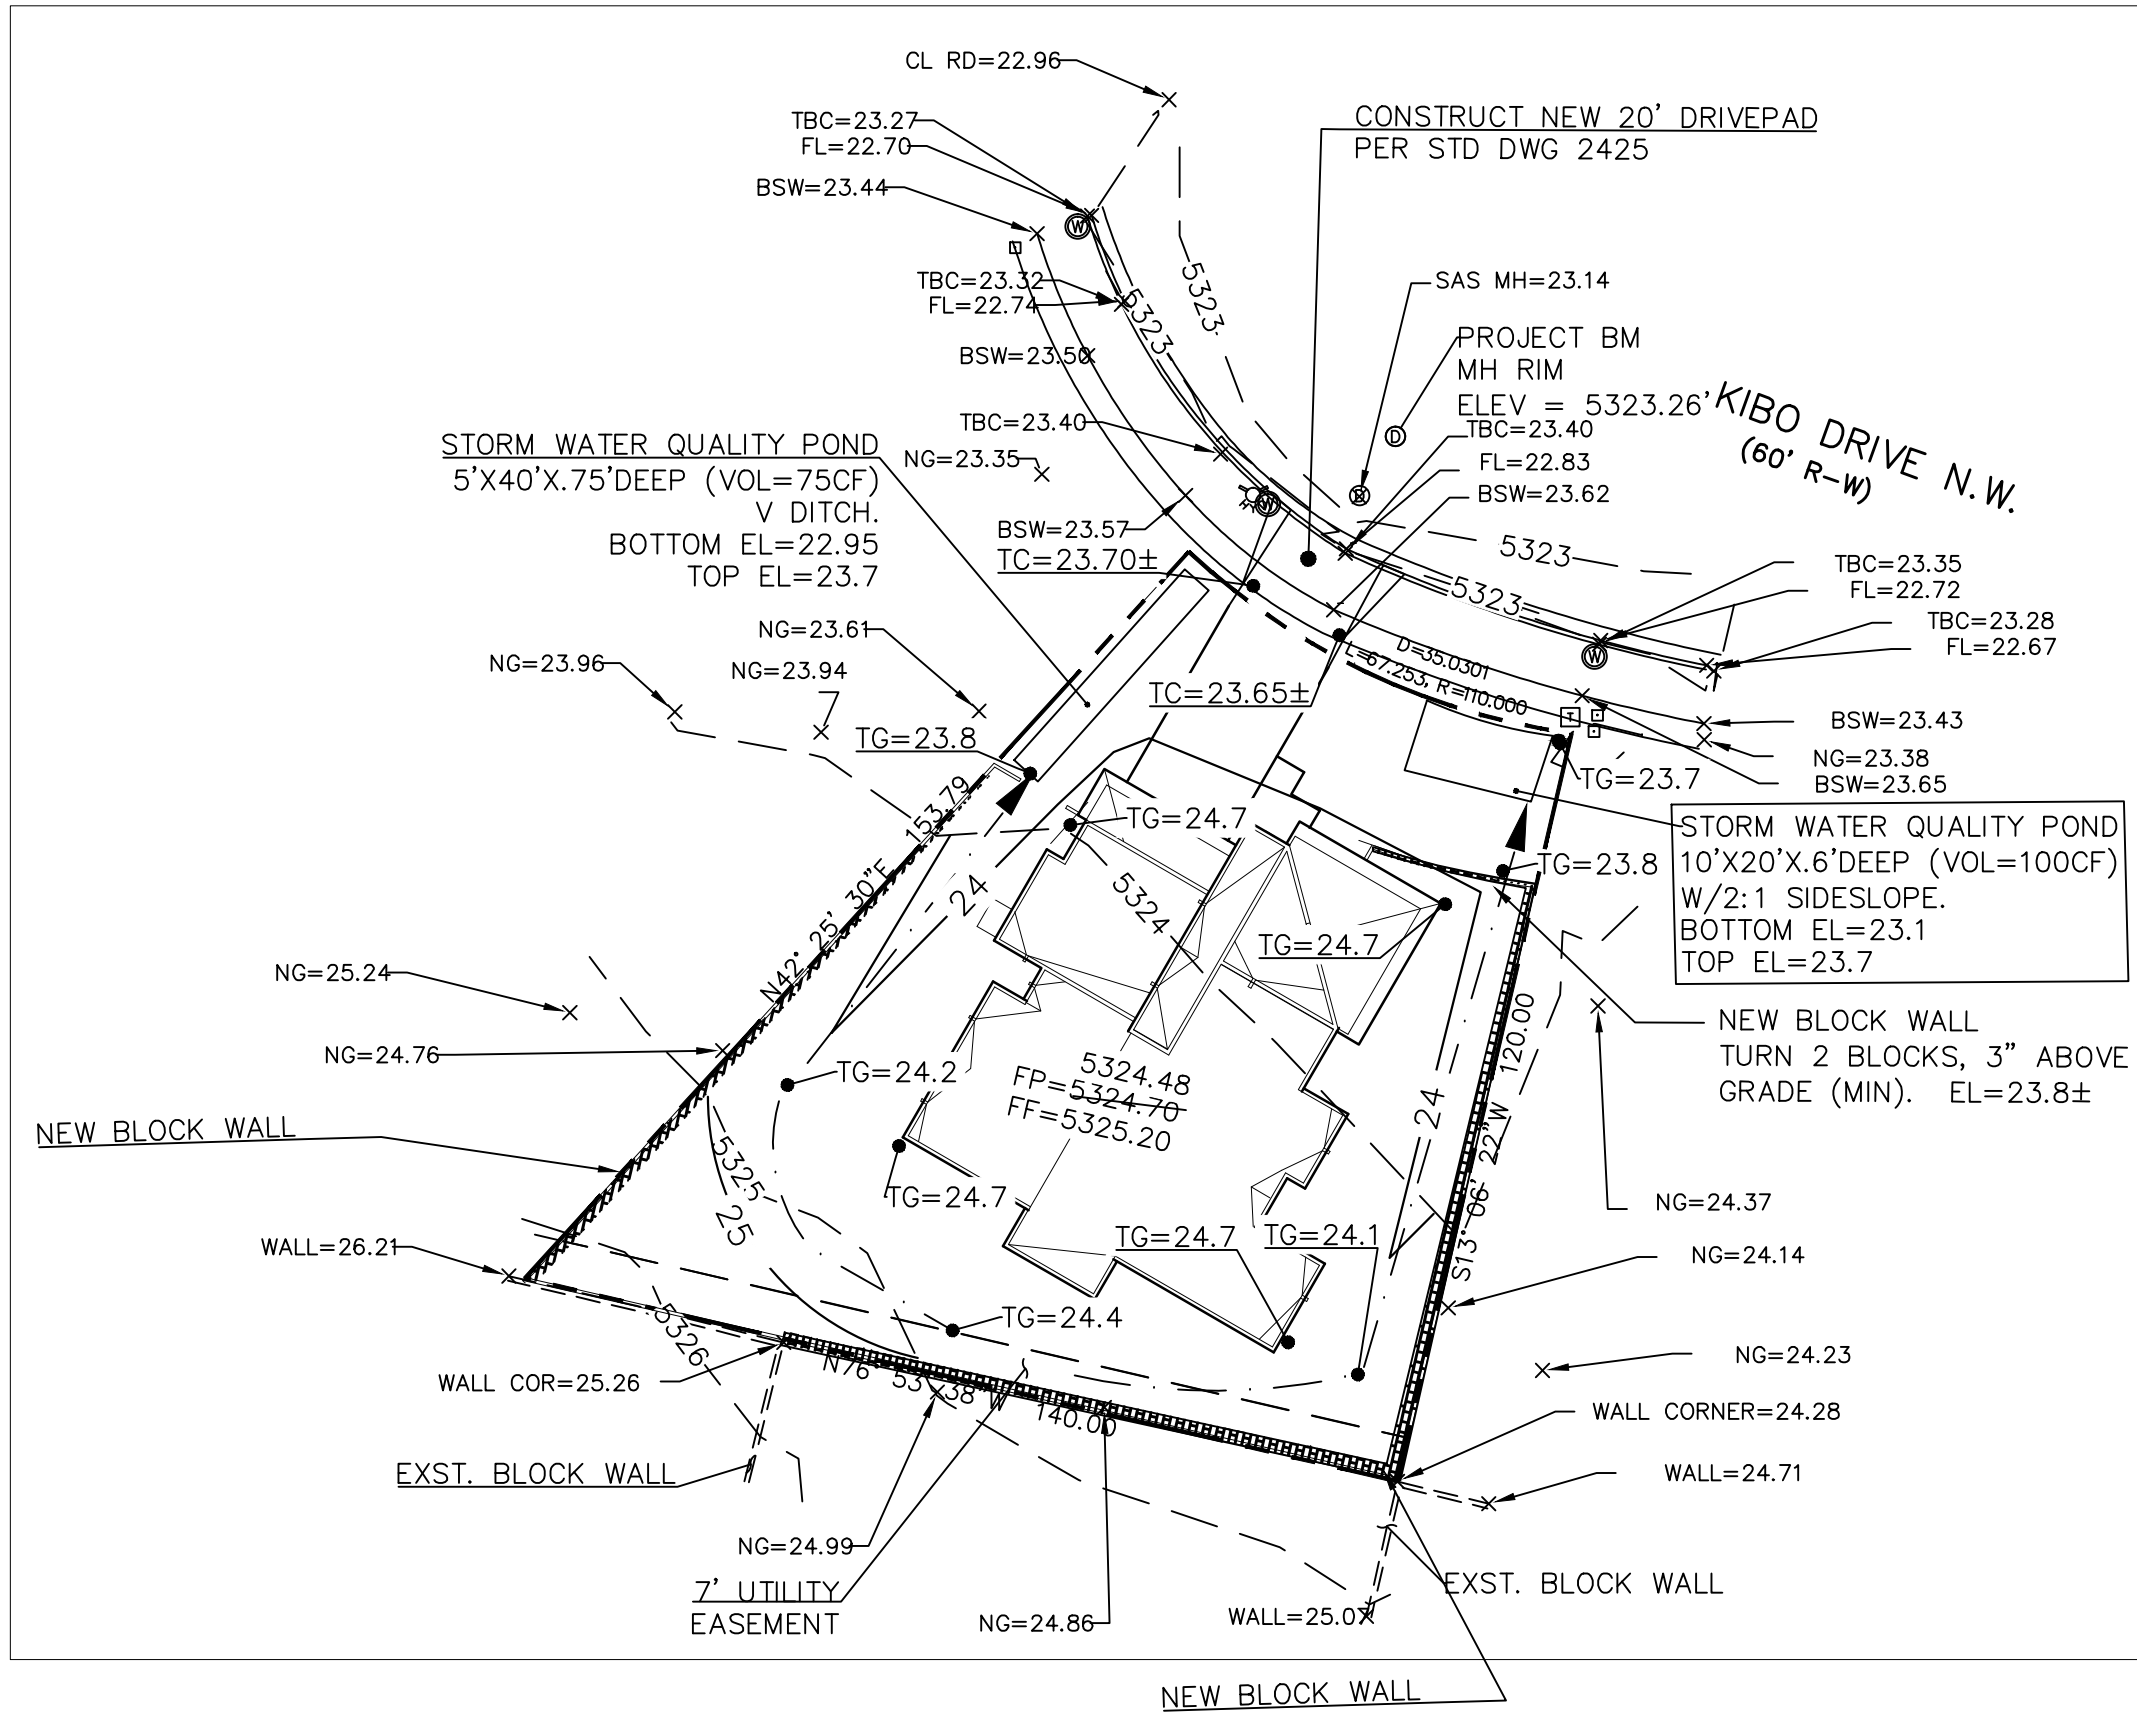 CL RD=22.96
TBC=23.27
FL=22.70
BSW=23.44
CONSTRUCT NEW 20' DRIVEPAD
PER STD DWG 2425
TBC=23.32
FL=22.74
BSW=23.50
5323
5323
SAS MH=23.14
PROJECT BM
MH RIM
ELEV = 5323.26'
KIBO DRIVE N.W.
(60' R-W)
TBC=23.40
NG=23.35
STORM WATER QUALITY POND
5'X40'X.75'DEEP (VOL=75CF)
V DITCH.
BOTTOM EL=22.95
TOP EL=23.7
TBC=23.40
FL=22.83
BSW=23.62
W
W
D
BSW=23.57
TC=23.70±
5323
5323
TBC=23.35
FL=22.72
TBC=23.28
FL=22.67
W
T
NG=23.61
NG=23.96
NG=23.94
D=35.0301
L=67.253, R=110.000
TC=23.65±
BSW=23.43
NG=23.38
BSW=23.65
TG=23.8
TG=23.7
153.79
N42° 25' 30"E
TG=24.7
TG=23.8
STORM WATER QUALITY POND
10'X20'X.6'DEEP (VOL=100CF)
W/2:1 SIDESLOPE.
BOTTOM EL=23.1
TOP EL=23.7
24
5324
TG=24.7
NG=25.24
NG=24.76
NEW BLOCK WALL
TURN 2 BLOCKS, 3" ABOVE
GRADE (MIN). EL=23.8±
120.00
S13° 06' 22"W
TG=24.2
5324.48
FP=5324.70
FF=5325.20
24
NEW BLOCK WALL
5325
25
TG=24.7
TG=24.7
TG=24.1
NG=24.37
NG=24.14
WALL=26.21
5326
TG=24.4
NG=24.23
WALL COR=25.26
N76° 53' 38"W
140.00
WALL CORNER=24.28
EXST. BLOCK WALL
WALL=24.71
NG=24.99
7' UTILITY
EASEMENT
NG=24.86
WALL=25.07
EXST. BLOCK WALL
NEW BLOCK WALL